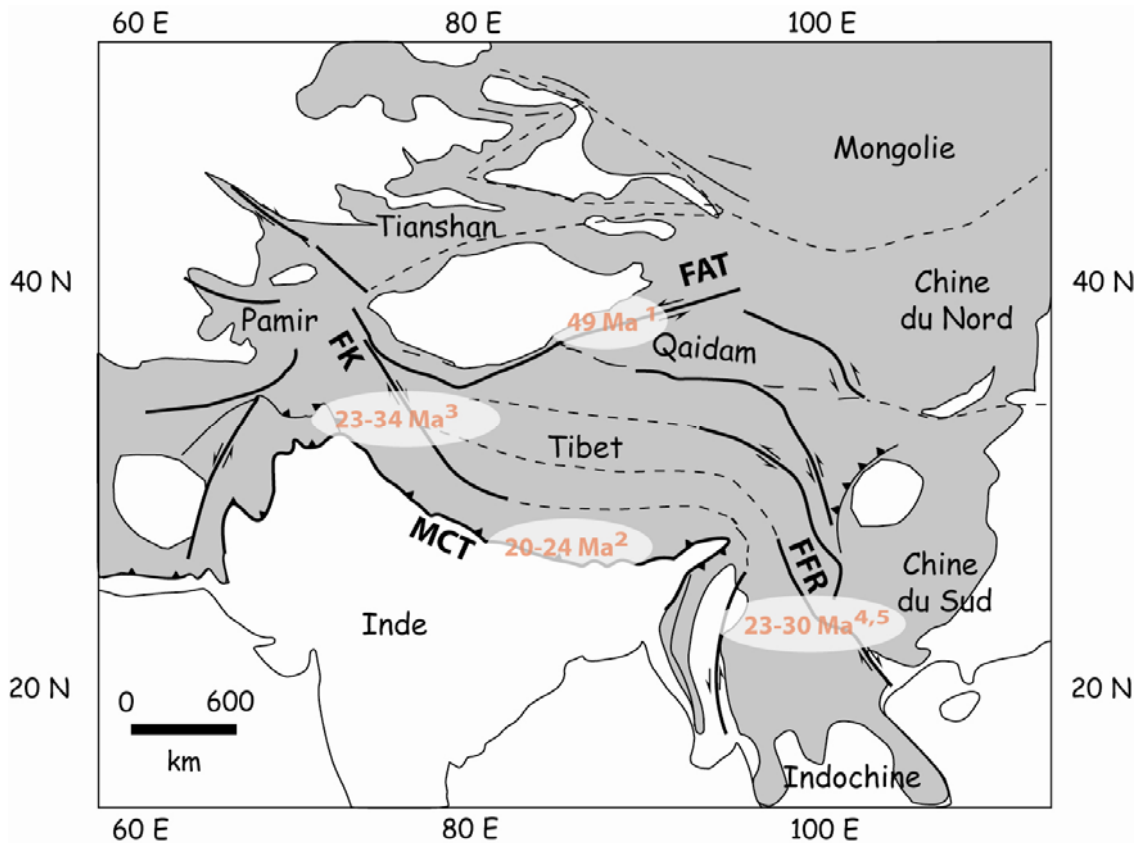 60 E 80 E 100 E
Mongolie
Tianshan
40 N
40 N
FAT
Chine
du Nord
Pamir
49 Ma¹
Qaidam
FK
23-34 Ma³
Tibet
MCT
20-24 Ma²
FFR
Chine
du Sud
Inde
23-30 Ma⁴,⁵
20 N
20 N
0 600
km
Indochine
60 E 80 E 100 E